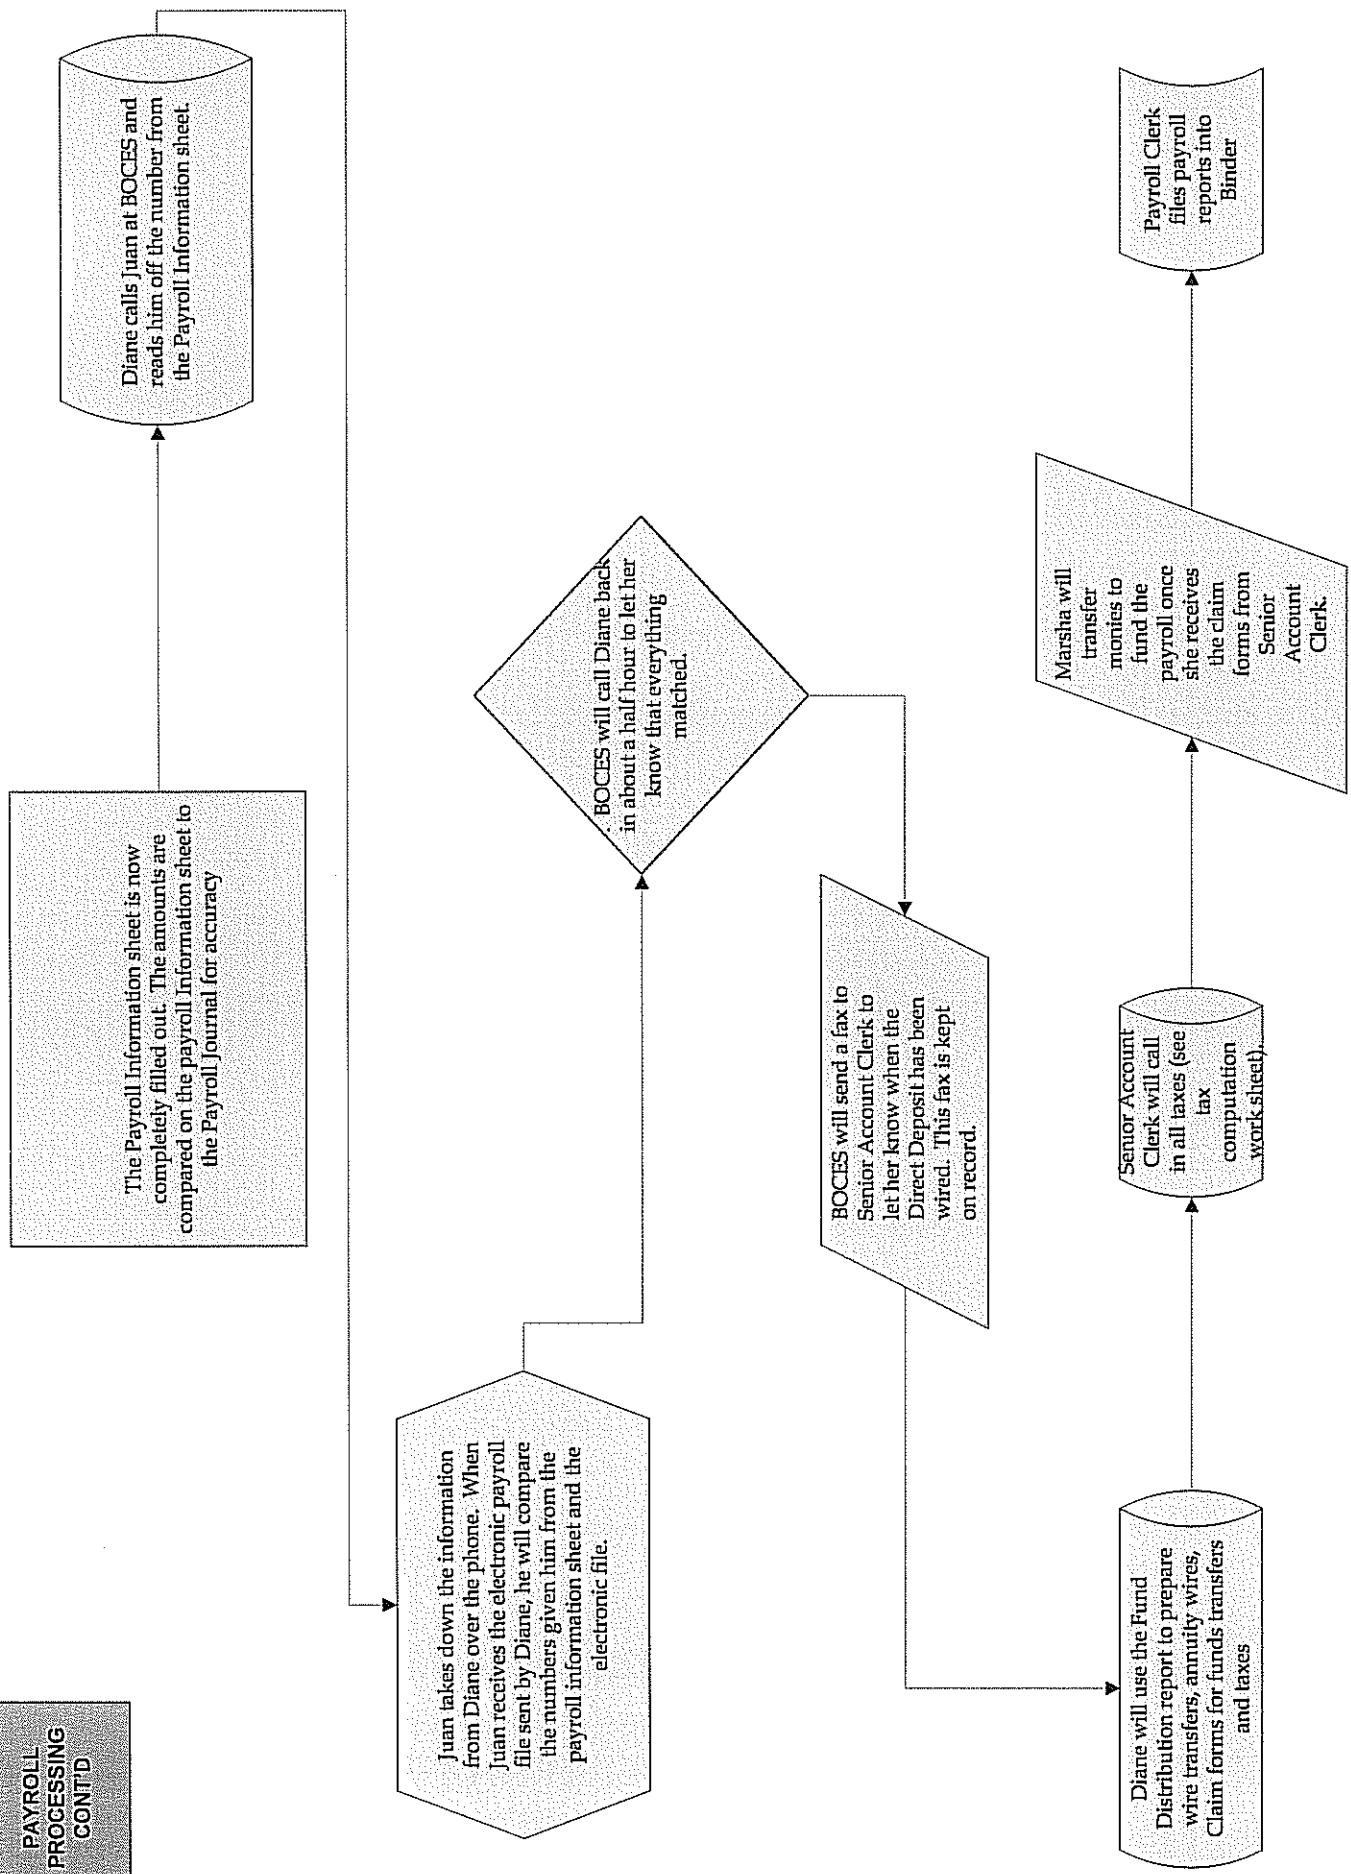 PAYROLL
PROCESSING
CONT'D
The Payroll Information sheet is now
completely filled out. The amounts are
compared on the payroll Information sheet to
the Payroll Journal for accuracy
Diane calls Juan at BOCES and
reads him off the number from
the Payroll Information sheet.
Juan takes down the information
from Diane over the phone. When
Juan receives the electronic payroll
file sent by Diane, he will compare
the numbers given him from the
payroll information sheet and the
electronic file.
. BOCES will call Diane back
in about a half hour to let her
know that everything
matched.
BOCES will send a fax to
Senior Account Clerk to
let her know when the
Direct Deposit has been
wired. This fax is kept
on record.
Diane will use the Fund
Distribution report to prepare
wire transfers, annuity wires,
Claim forms for funds transfers
and taxes
Senior Account
Clerk will call
in all taxes (see
tax
computation
work sheet).
Marsha will
transfer
monies to
fund the
payroll once
she receives
the claim
forms from
Senior
Account
Clerk.
Payroll Clerk
files payroll
reports into
Binder